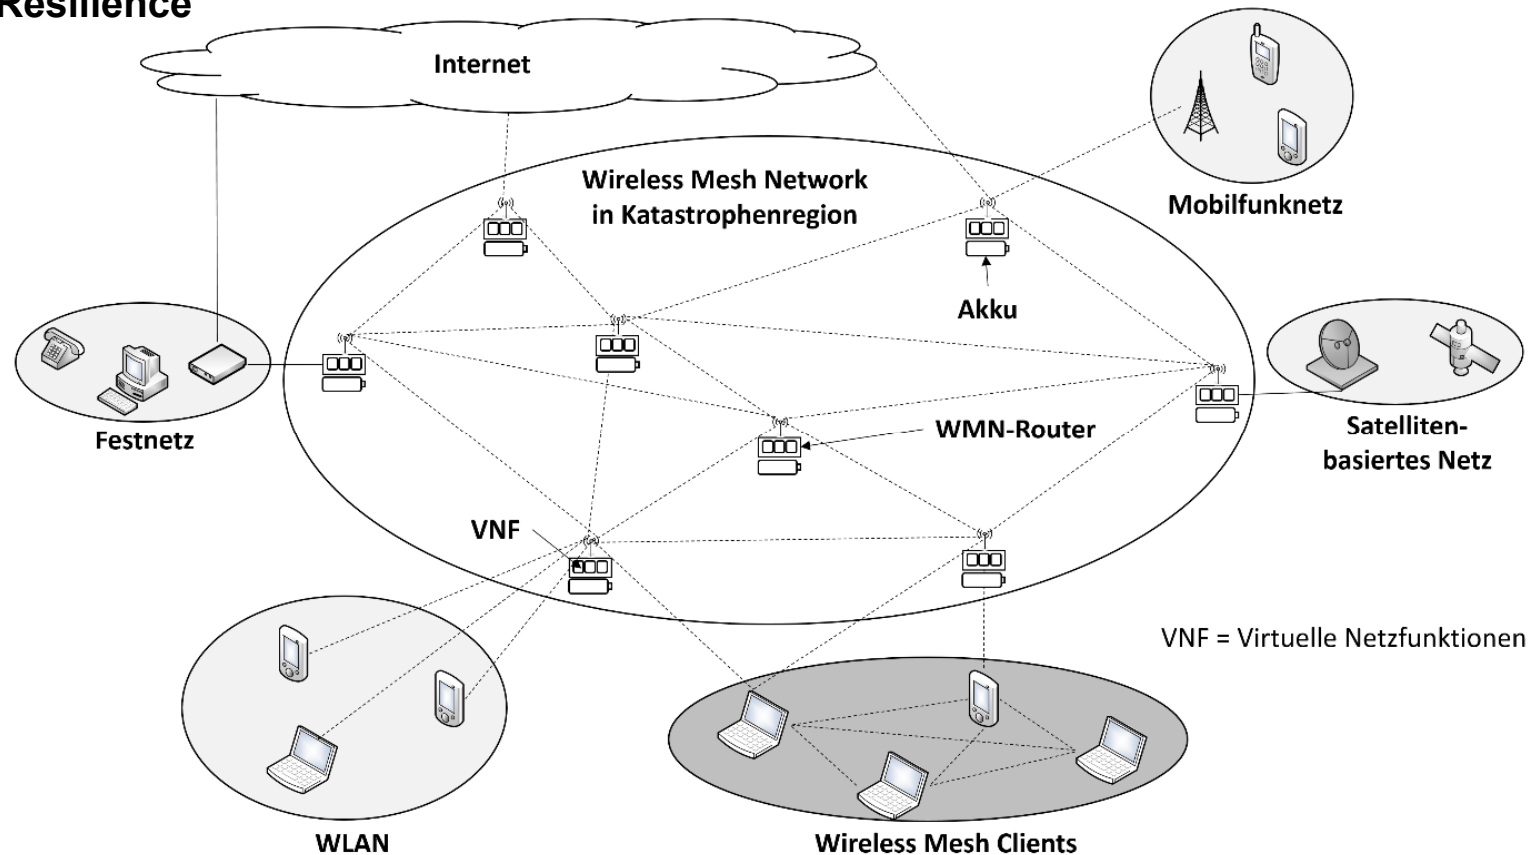 Resilience
Internet
Wireless Mesh Network
in Katastrophenregion
Mobilfunknetz
Akku
Festnetz
WMN-Router
Satelliten-
basiertes Netz
VNF
VNF = Virtuelle Netzfunktionen
WLAN
Wireless Mesh Clients